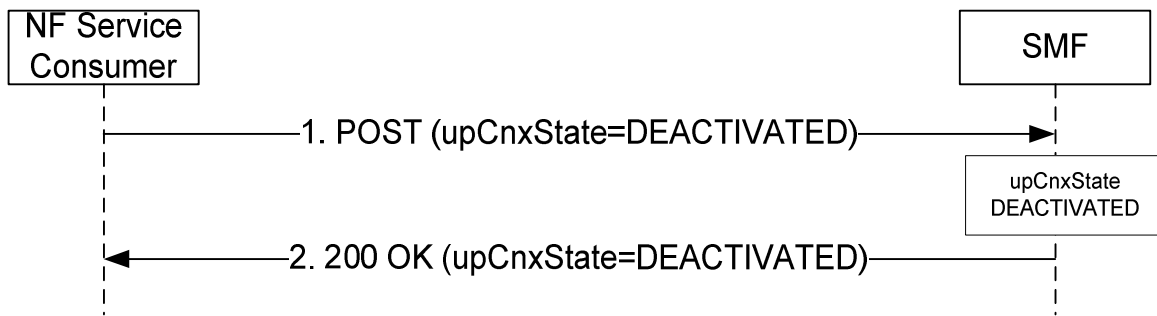 NF Service
Consumer
SMF
1. POST (upCnxState=DEACTIVATED)
upCnxState
DEACTIVATED
2. 200 OK (upCnxState=DEACTIVATED)